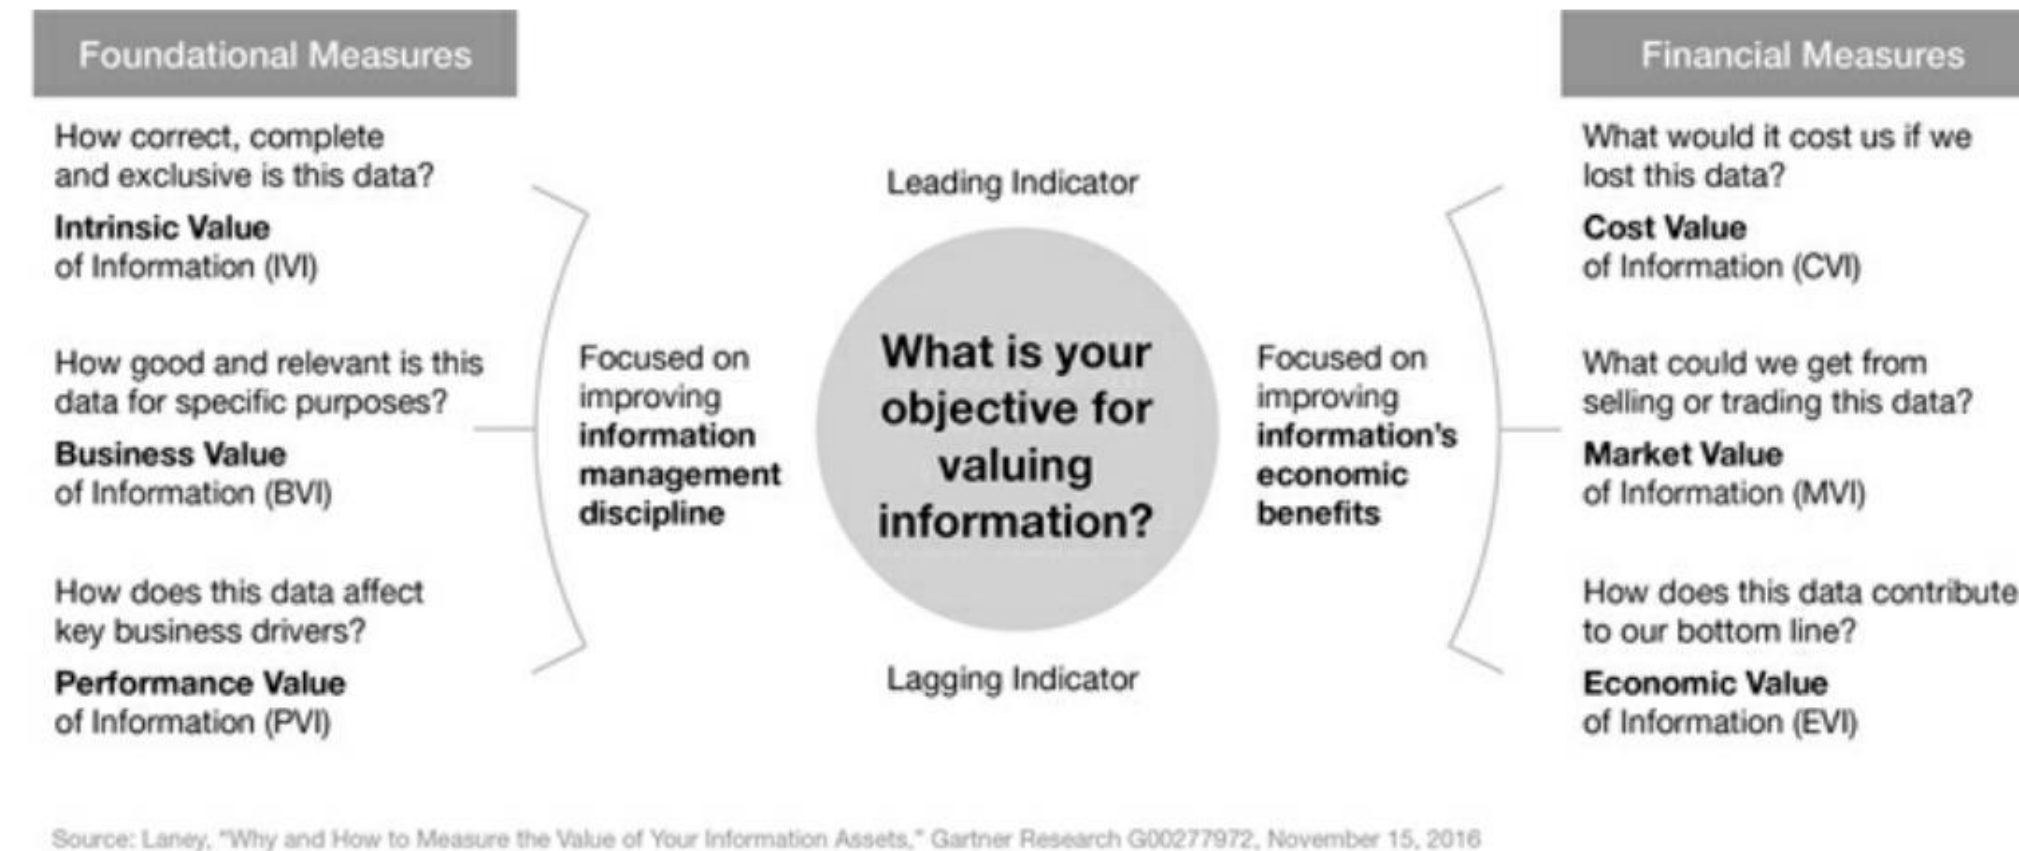 Foundational Measures
How correct, complete
and exclusive is this data?
Intrinsic Value
of Information (IVI)
How good and relevant is this
data for specific purposes?
Business Value
of Information (BVI)
How does this data affect
key business drivers?
Performance Value
of Information (PVI)
Focused on
improving
information
management
discipline
Leading Indicator
What is your
objective for
valuing
information?
Lagging Indicator
Focused on
improving
information's
economic
benefits
Financial Measures
What would it cost us if we
lost this data?
Cost Value
of Information (CVI)
What could we get from
selling or trading this data?
Market Value
of Information (MVI)
How does this data contribute
to our bottom line?
Economic Value
of Information (EVI)
Source: Laney, "Why and How to Measure the Value of Your Information Assets," Gartner Research G00277972, November 15, 2016